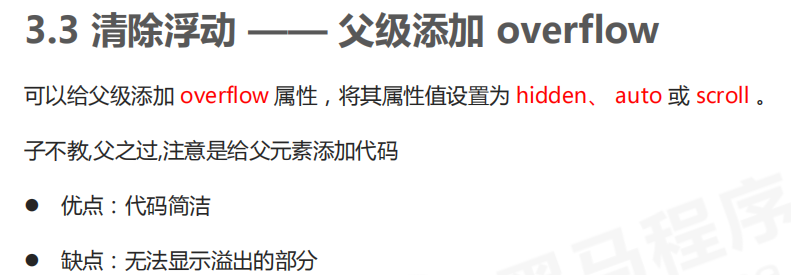 3.3 清除浮动 —— 父级添加 overflow
可以给父级添加 overflow 属性，将其属性值设置为 hidden、 auto 或 scroll 。
子不教,父之过,注意是给父元素添加代码
● 优点：代码简洁
● 缺点：无法显示溢出的部分
黑马程序